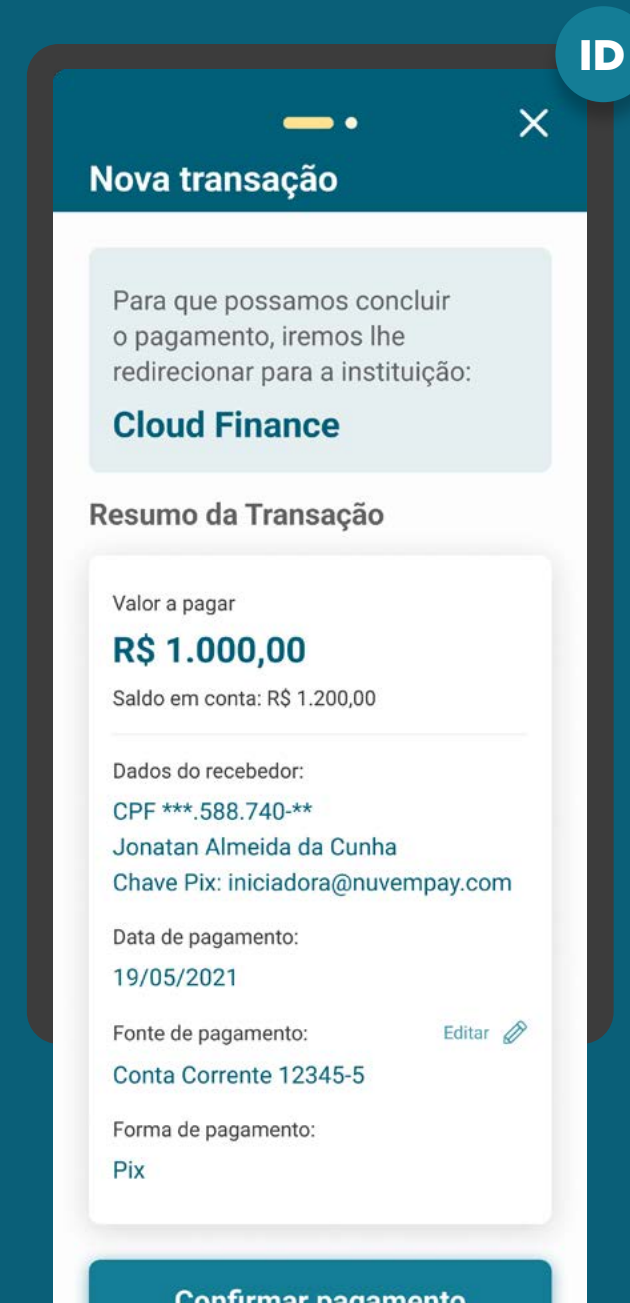 ID
Nova transação
Para que possamos concluir
o pagamento, iremos lhe
redirecionar para a instituição:
Cloud Finance
Resumo da Transação
Valor a pagar
R$ 1.000,00
Saldo em conta: R$ 1.200,00
Dados do recebedor:
CPF ***.588.740-**
Jonatan Almeida da Cunha
Chave Pix: iniciadora@nuvempay.com
Data de pagamento:
19/05/2021
Fonte de pagamento: Editar
Conta Corrente 12345-5
Forma de pagamento:
Pix
Confirmar pagamento